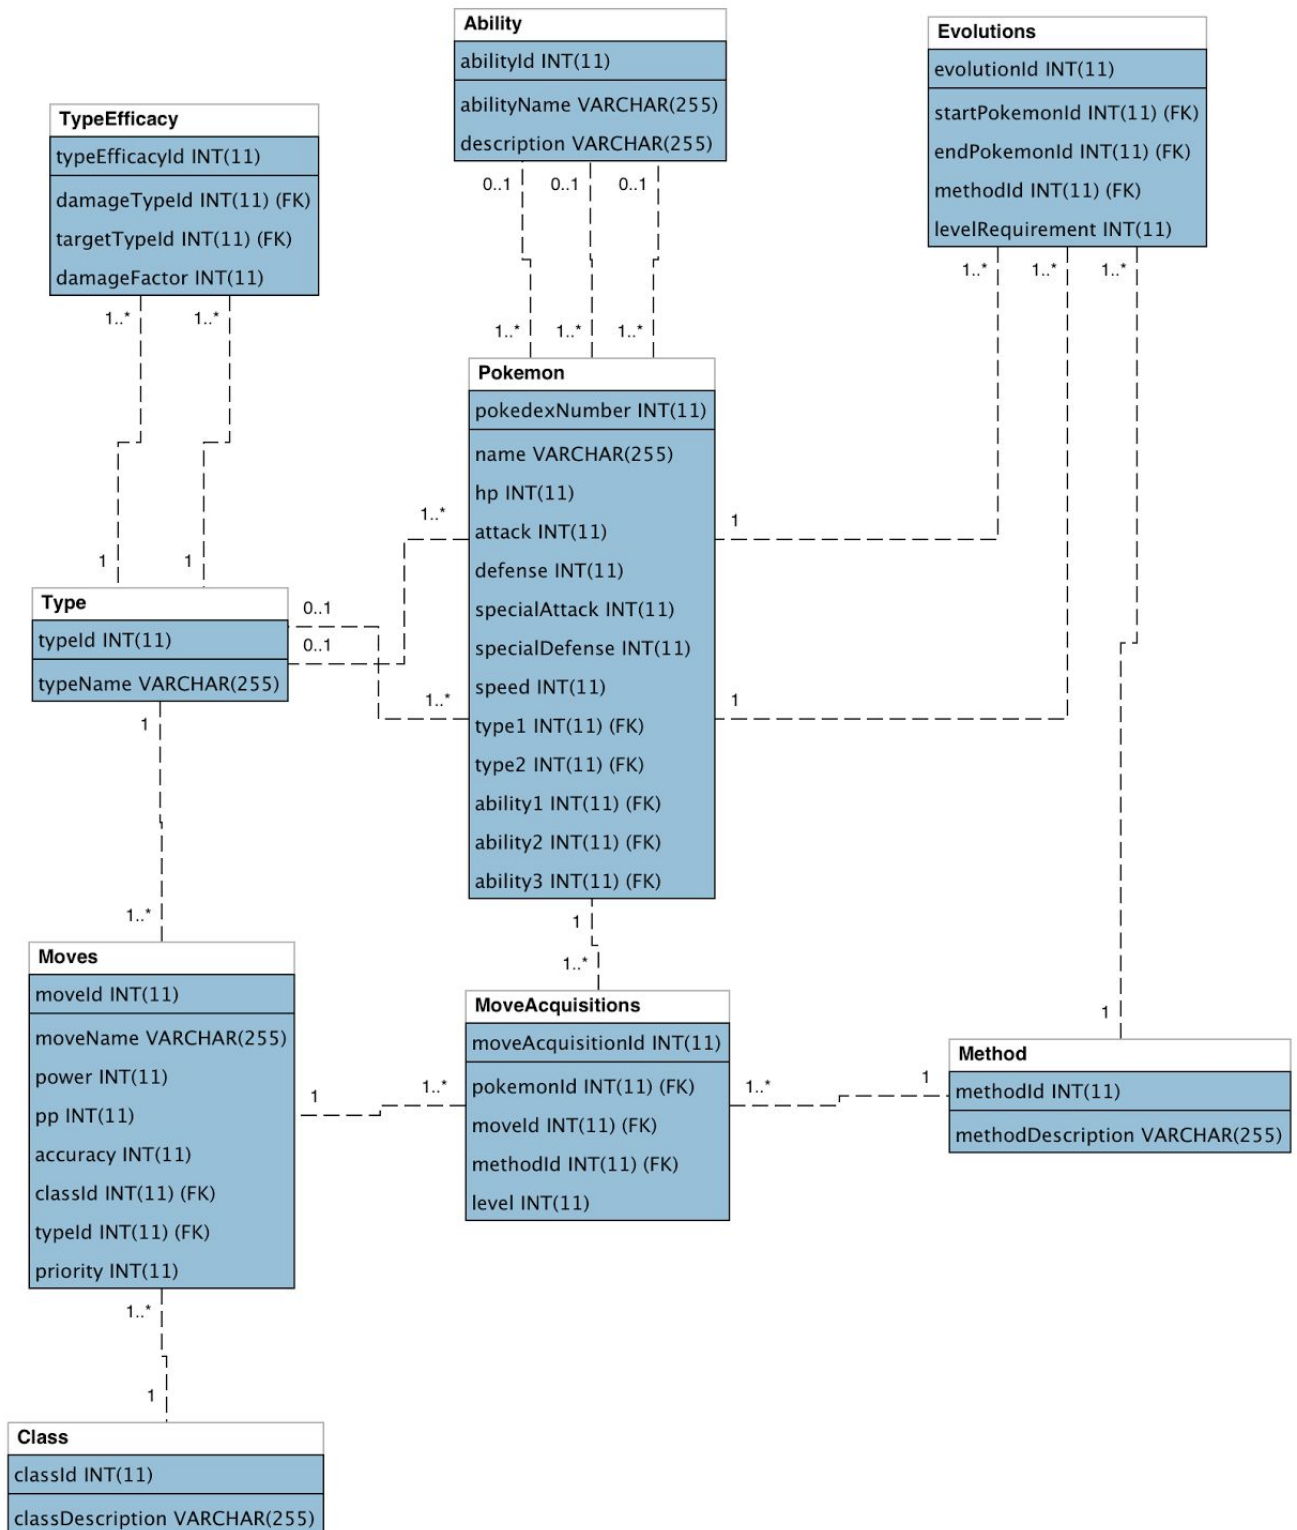 Ability
abilityId INT(11)
abilityName VARCHAR(255)
description VARCHAR(255)
0..1
0..1
0..1
1..*
1..*
1..*
Evolutions
evolutionId INT(11)
startPokemonId INT(11) (FK)
endPokemonId INT(11) (FK)
methodId INT(11) (FK)
levelRequirement INT(11)
1..*
1..*
1..*
TypeEfficacy
typeEfficacyId INT(11)
damageTypeId INT(11) (FK)
targetTypeId INT(11) (FK)
damageFactor INT(11)
1..*
1..*
1
1
Pokemon
pokedexNumber INT(11)
name VARCHAR(255)
hp INT(11)
attack INT(11)
defense INT(11)
specialAttack INT(11)
specialDefense INT(11)
speed INT(11)
type1 INT(11) (FK)
type2 INT(11) (FK)
ability1 INT(11) (FK)
ability2 INT(11) (FK)
ability3 INT(11) (FK)
1..*
1
0..1
0..1
1..*
1
Type
typeId INT(11)
typeName VARCHAR(255)
1
1..*
1
1..*
Moves
moveId INT(11)
moveName VARCHAR(255)
power INT(11)
pp INT(11)
accuracy INT(11)
classId INT(11) (FK)
typeId INT(11) (FK)
priority INT(11)
1
1..*
MoveAcquisitions
moveAcquisitionId INT(11)
pokemonId INT(11) (FK)
moveId INT(11) (FK)
methodId INT(11) (FK)
level INT(11)
1..*
1
1
Method
methodId INT(11)
methodDescription VARCHAR(255)
1..*
1
Class
classId INT(11)
classDescription VARCHAR(255)